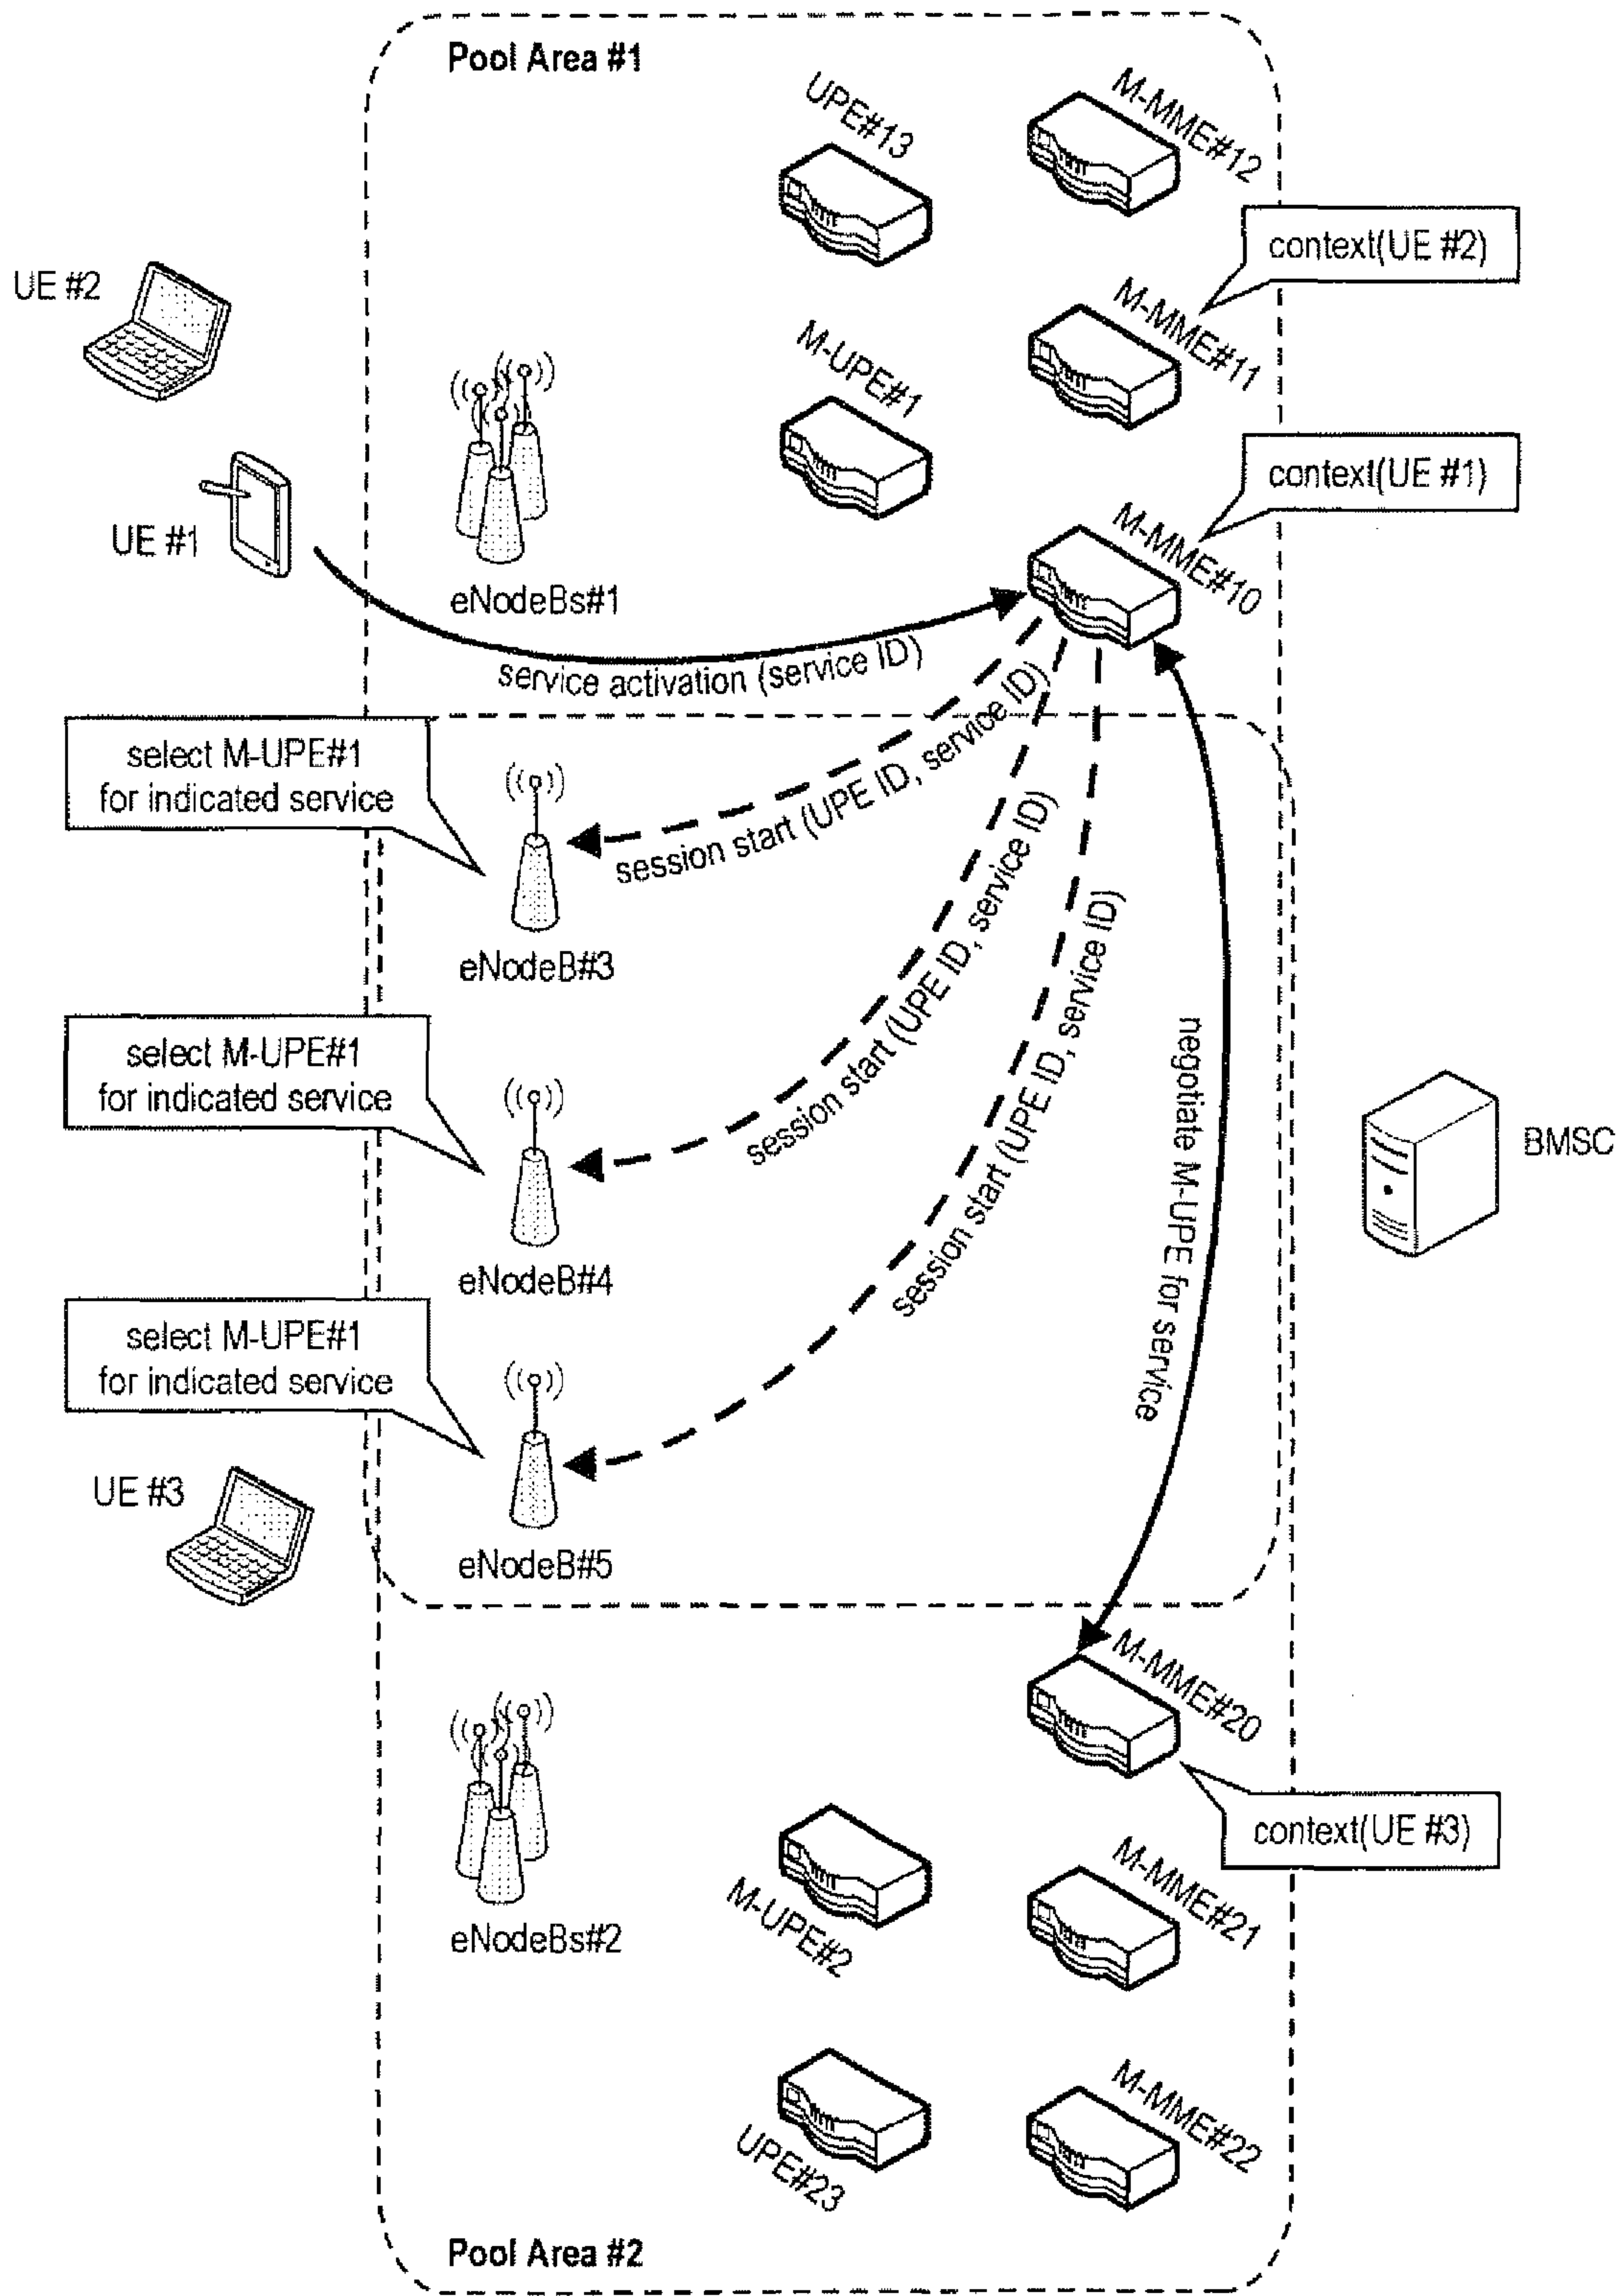 Pool Area #1
UPE#13
M-MME#12
context(UE #2)
UE #2
M-MME#11
M-UPE#1
context(UE #1)
UE #1
M-MME#10
eNodeBs#1
service activation (service ID)
select M-UPE#1
for indicated service
session start (UPE ID, service ID)
eNodeB#3
select M-UPE#1
for indicated service
session start (UPE ID, service ID)
negotiate M-UPE for service
BMSC
eNodeB#4
session start (UPE ID, service ID)
select M-UPE#1
for indicated service
UE #3
eNodeB#5
M-MME#20
context(UE #3)
M-UPE#2
M-MME#21
eNodeBs#2
UPE#23
M-MME#22
Pool Area #2